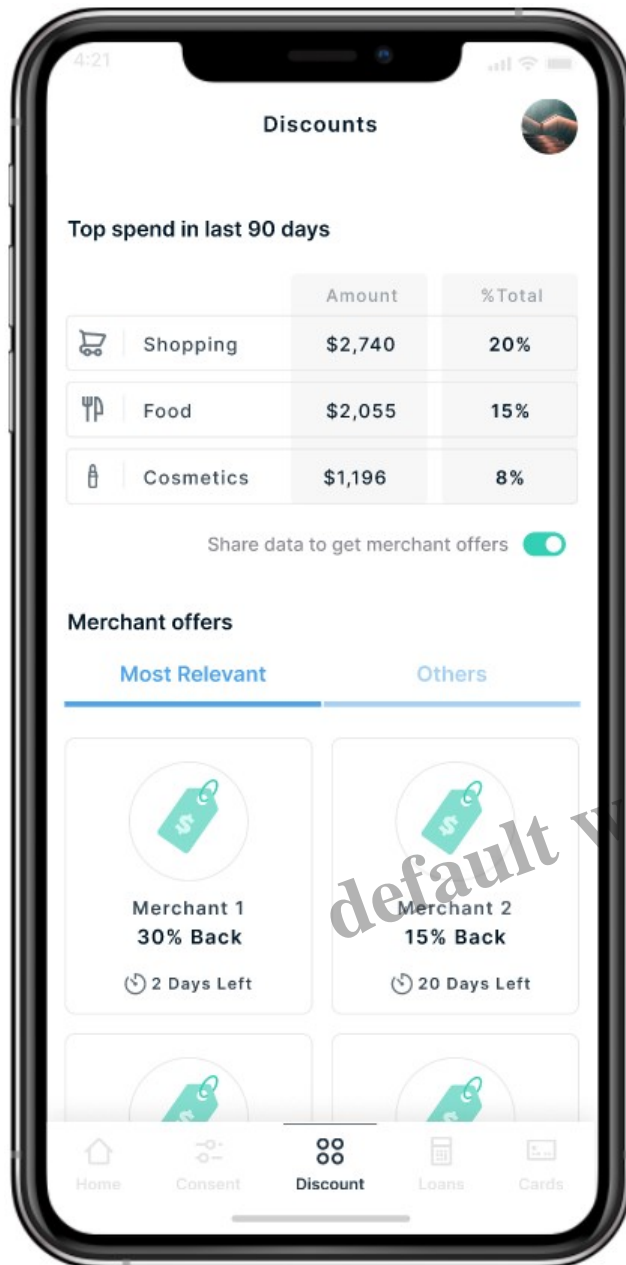 4:21
Discounts
Top spend in last 90 days
Amount %Total
Shopping $2,740 20%
Food $2,055 15%
Cosmetics $1,196 8%
Share data to get merchant offers
Merchant offers
Most Relevant Others
Merchant 1 Merchant 2
30% Back 15% Back
2 Days Left 20 Days Left
default w
Home Consent Discount Loans Cards